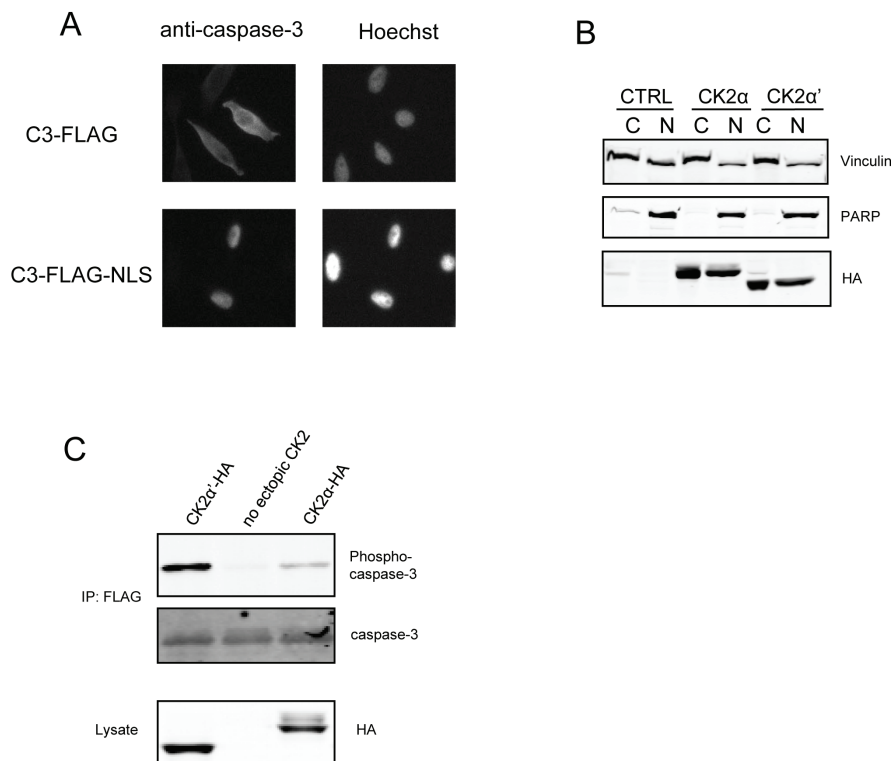 A
anti-caspase-3 Hoechst
C3-FLAG
C3-FLAG-NLS
B
CTRL CK2α CK2α'
C N C N C N
Vinculin
PARP
HA
C
CK2α'-HA
no ectopic CK2
CK2α-HA
Phospho-
caspase-3
IP: FLAG
caspase-3
Lysate HA